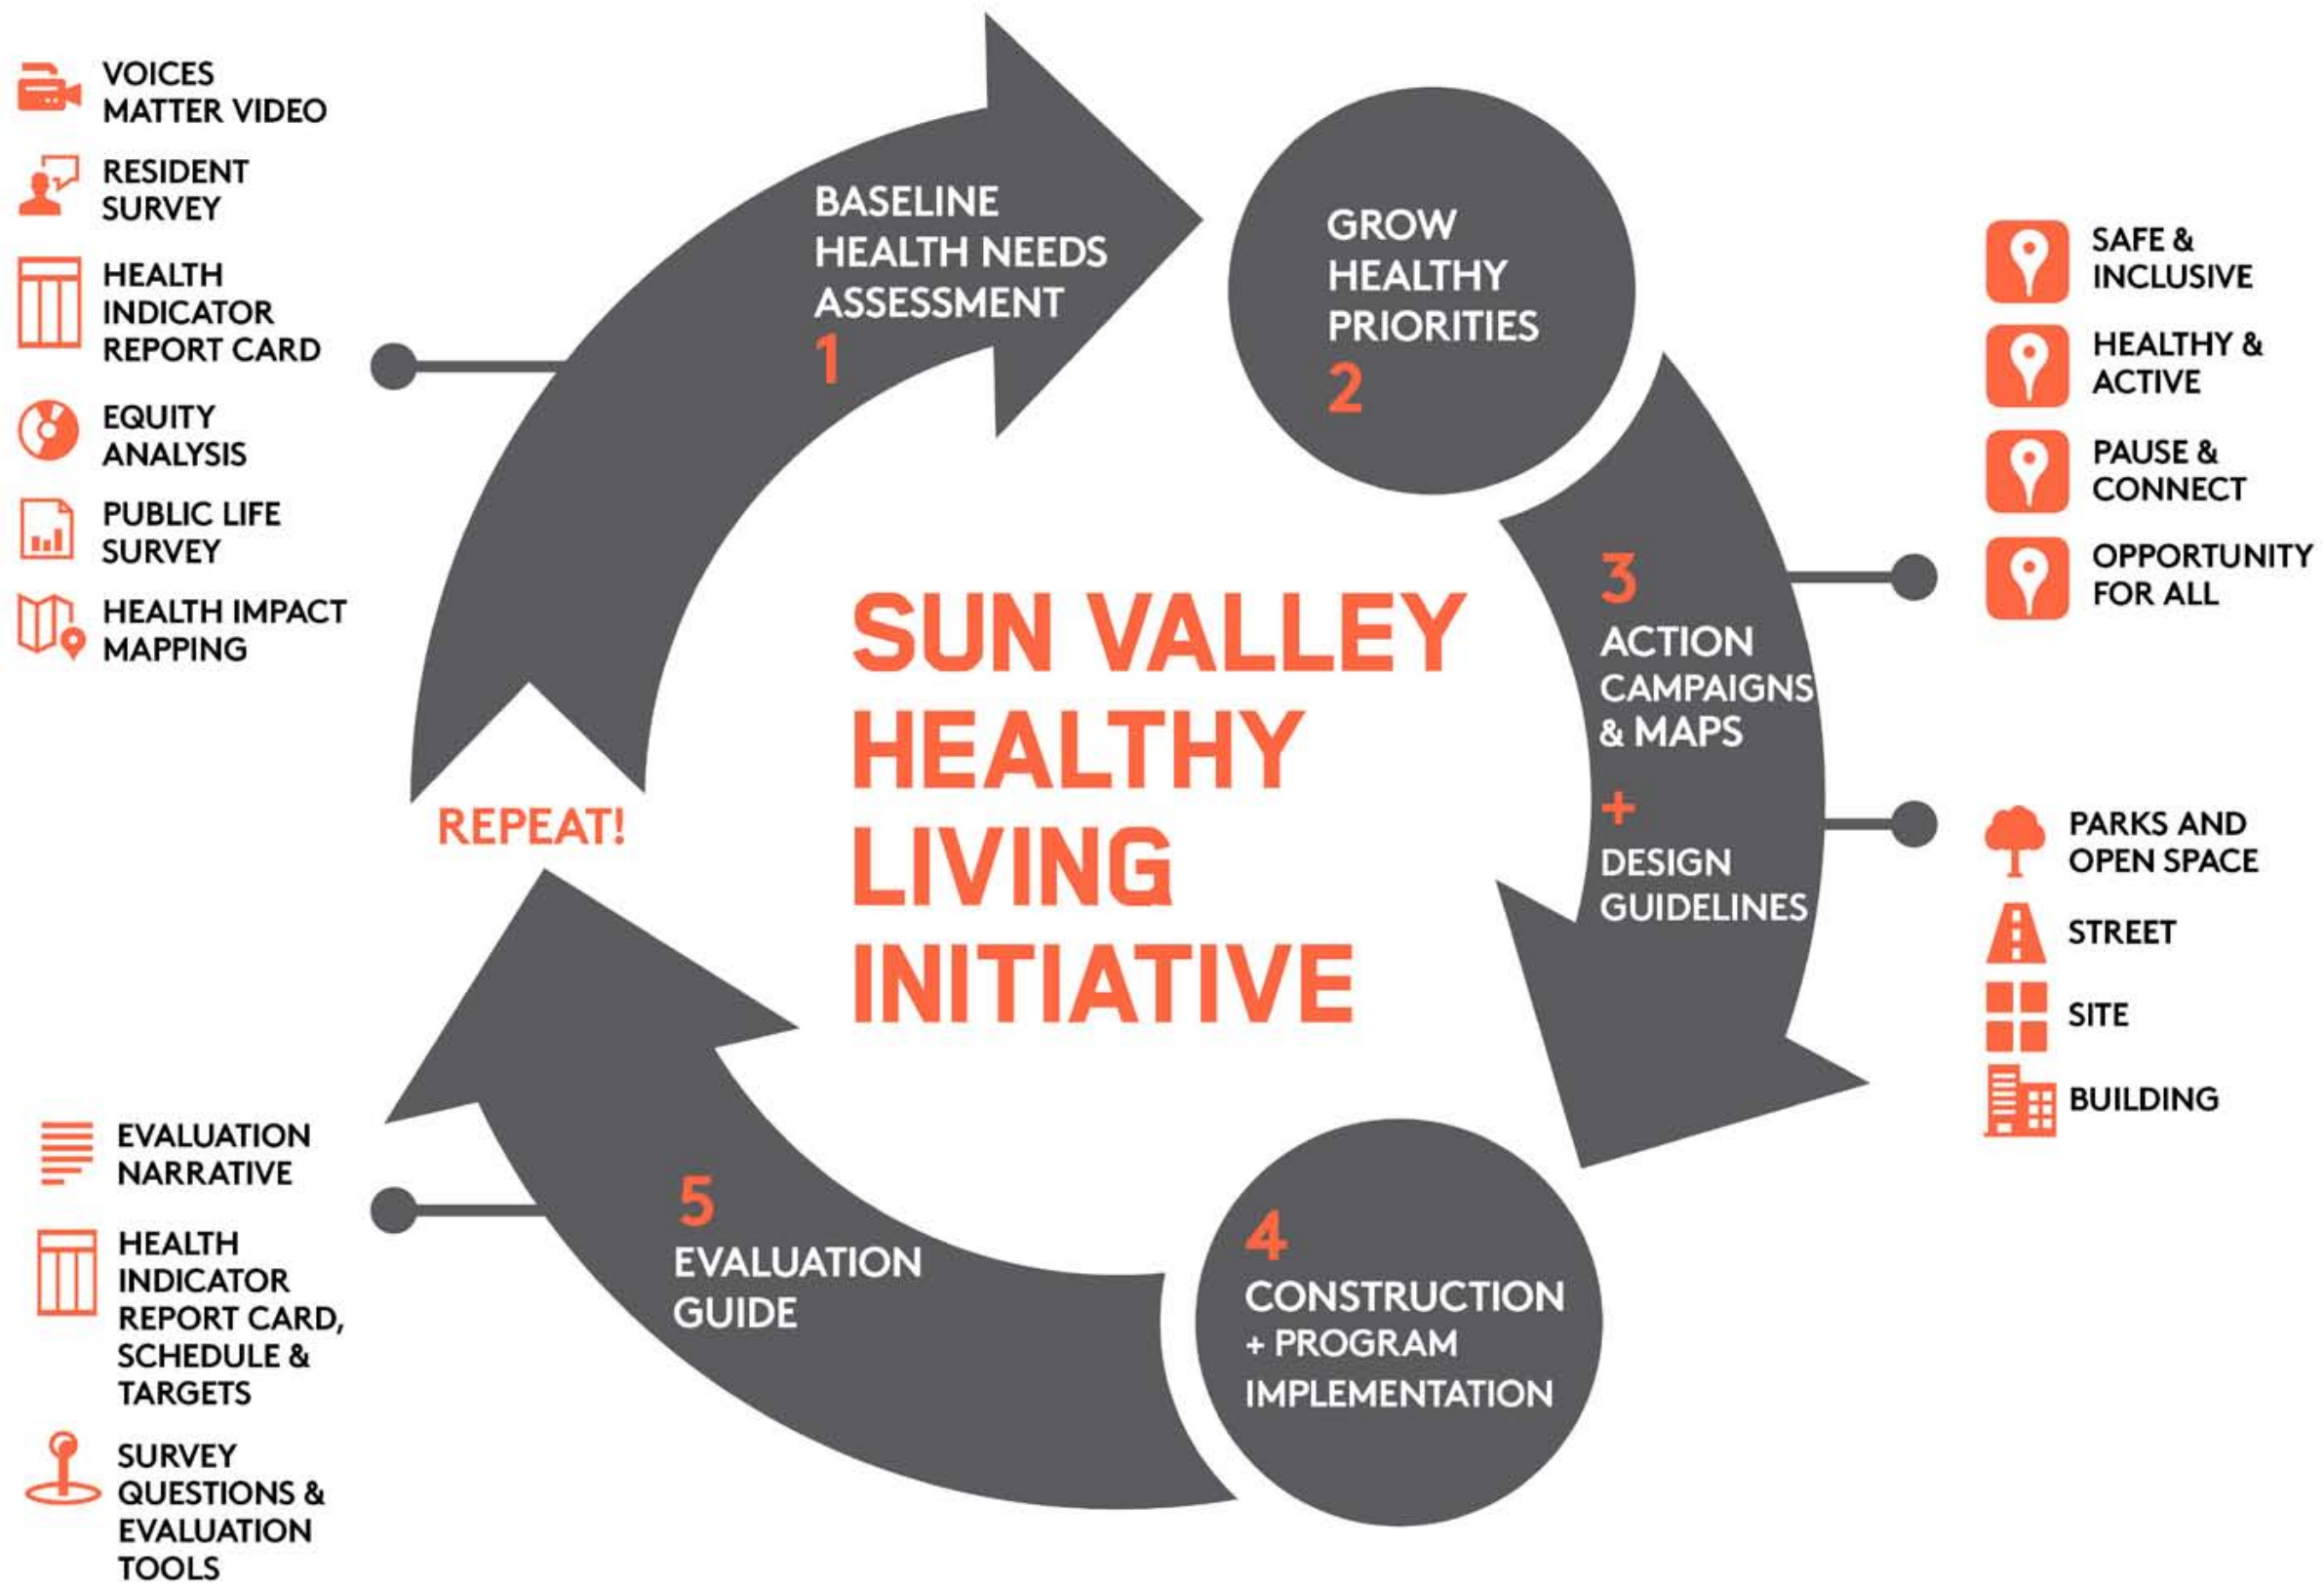 VOICES
MATTER VIDEO
RESIDENT
SURVEY
HEALTH
INDICATOR
REPORT CARD
EQUITY
ANALYSIS
PUBLIC LIFE
SURVEY
HEALTH IMPACT
MAPPING
BASELINE
HEALTH NEEDS
ASSESSMENT
1
GROW
HEALTHY
PRIORITIES
2
SAFE &
INCLUSIVE
HEALTHY &
ACTIVE
PAUSE &
CONNECT
OPPORTUNITY
FOR ALL
3
ACTION
CAMPAIGNS
& MAPS
+
DESIGN
GUIDELINES
PARKS AND
OPEN SPACE
STREET
SITE
BUILDING
SUN VALLEY
HEALTHY
LIVING
INITIATIVE
4
CONSTRUCTION
+ PROGRAM
IMPLEMENTATION
5
EVALUATION
GUIDE
EVALUATION
NARRATIVE
HEALTH
INDICATOR
REPORT CARD,
SCHEDULE &
TARGETS
SURVEY
QUESTIONS &
EVALUATION
TOOLS
REPEAT!